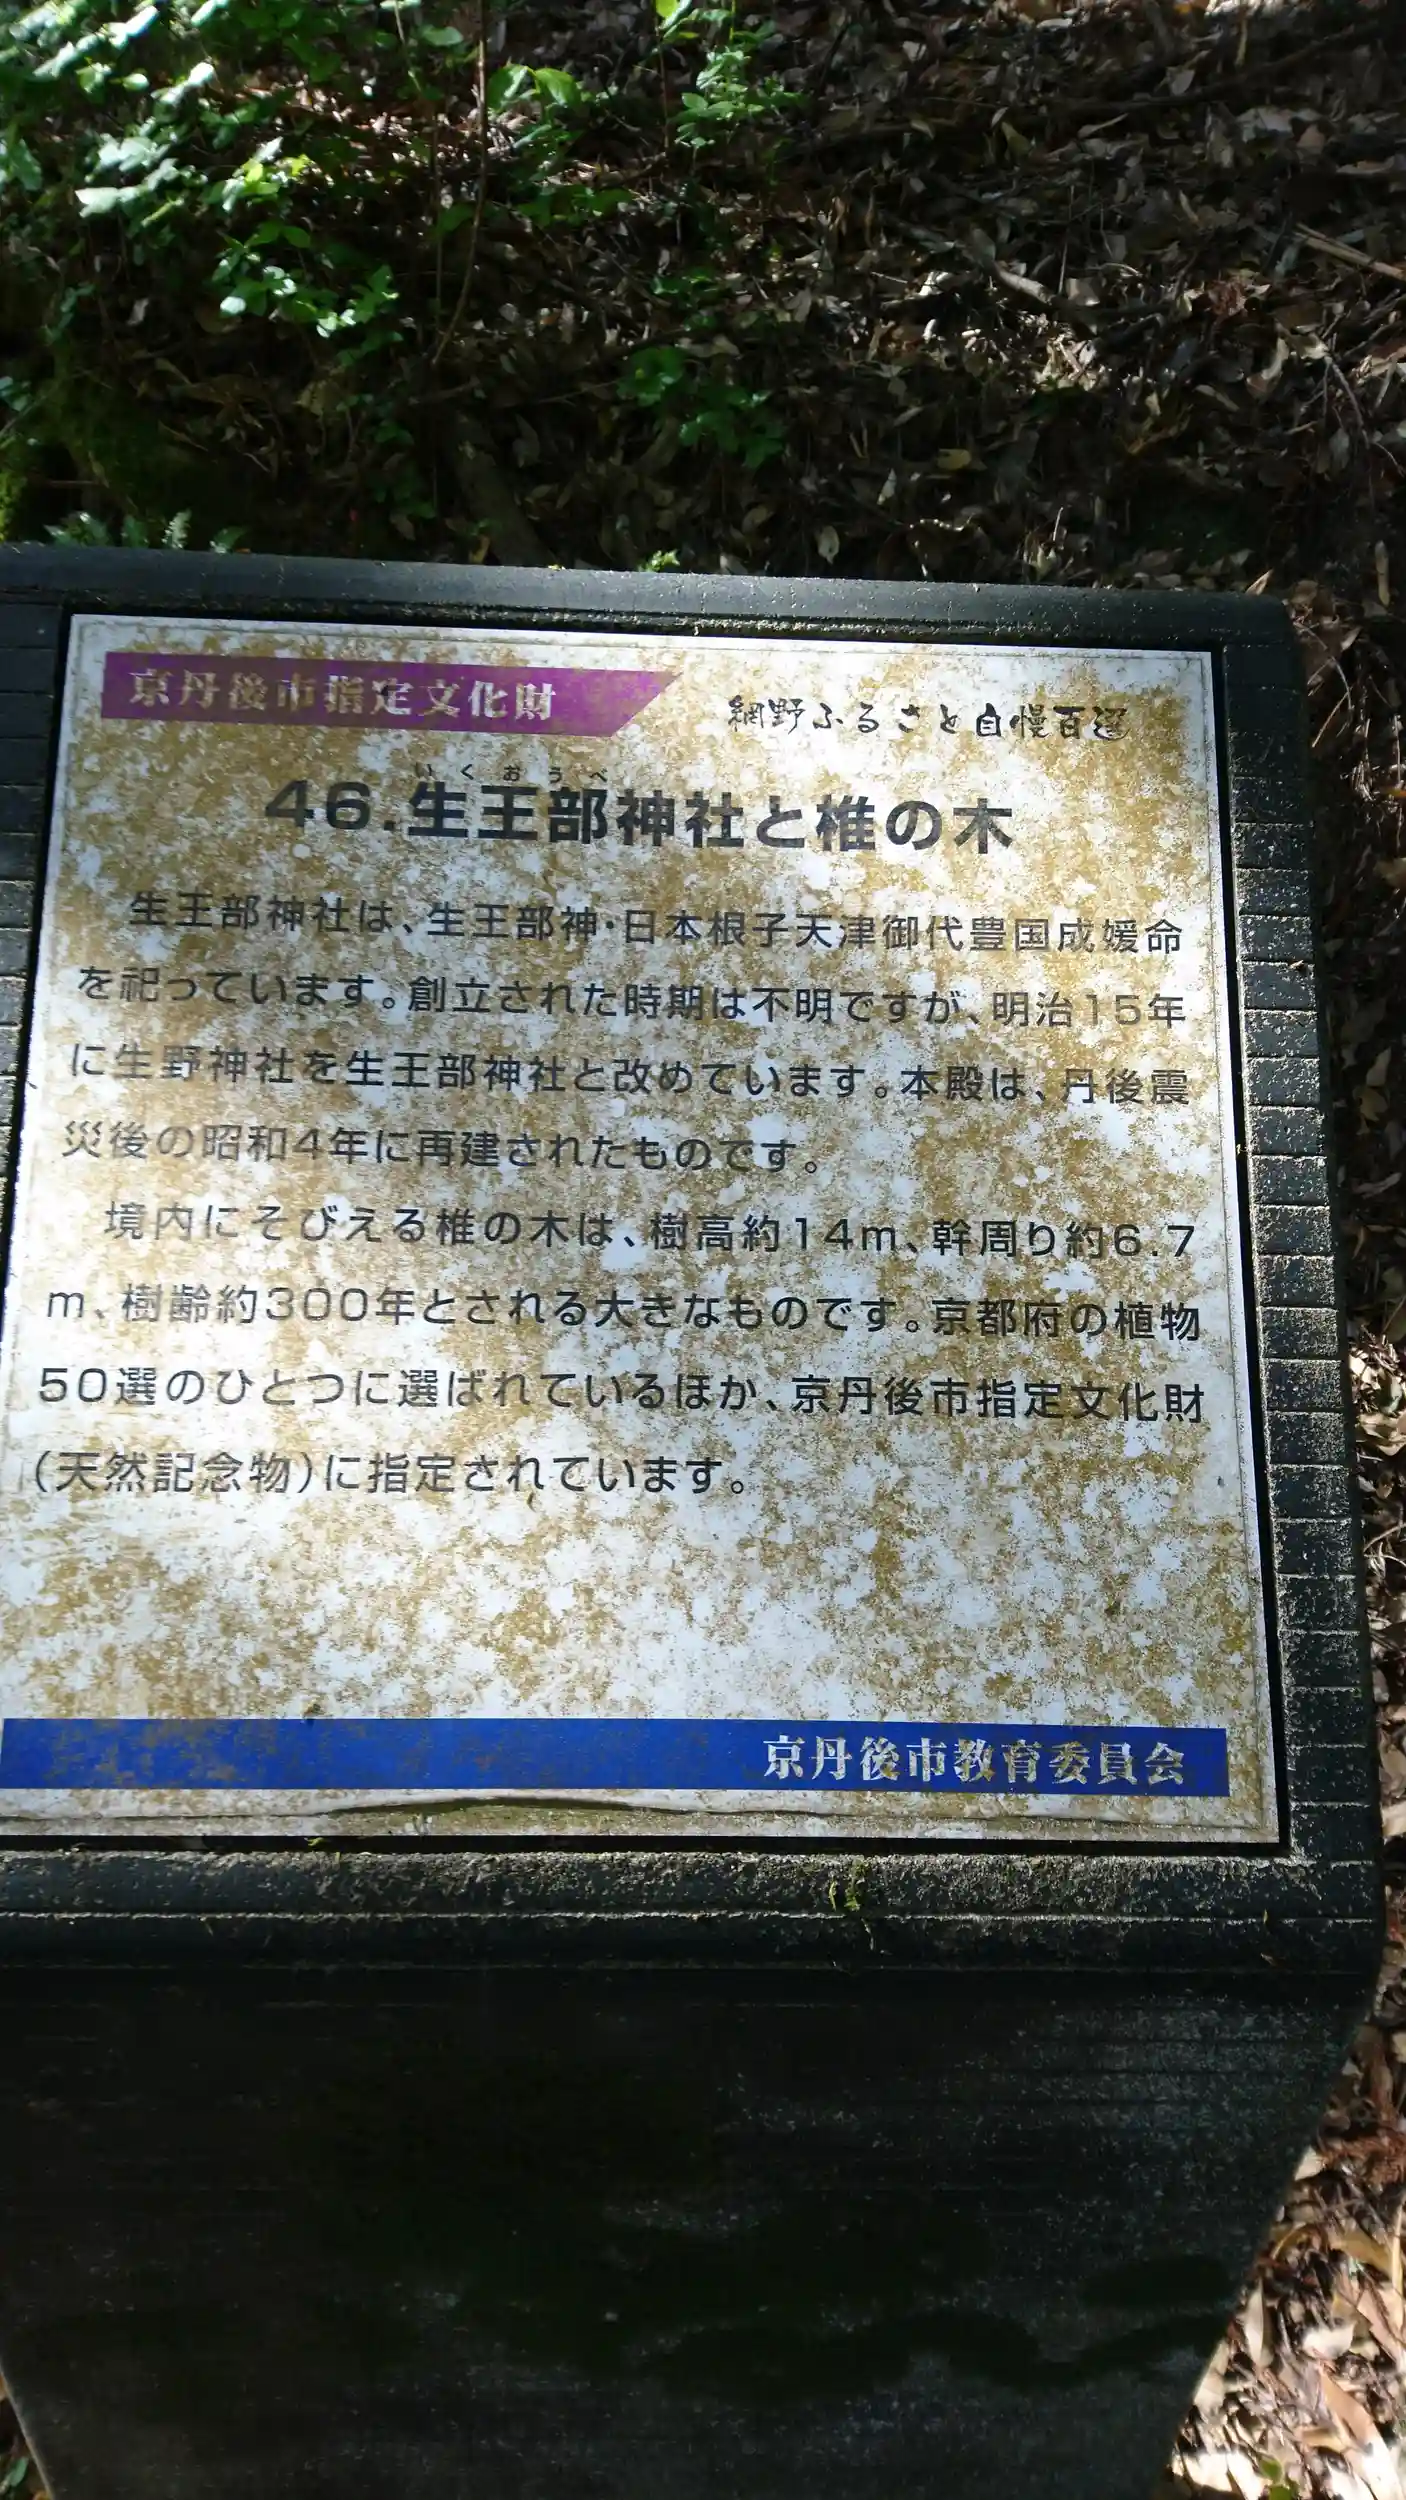 京丹後市指定文化財
網野ふるさと自慢百選
いくおうべ
46.生王部神社と椎の木
生王部神社は、生王部神・日本根子天津御代豊国成媛命
を祀っています。創立された時期は不明ですが、明治15年
に生野神社を生王部神社と改めています。本殿は、丹後震
災後の昭和4年に再建されたものです。
境内にそびえる椎の木は、樹高約14m、幹周り約6.7
m、樹齢約300年とされる大きなものです。京都府の植物
50選のひとつに選ばれているほか、京丹後市指定文化財
(天然記念物)に指定されています。
京丹後市教育委員会